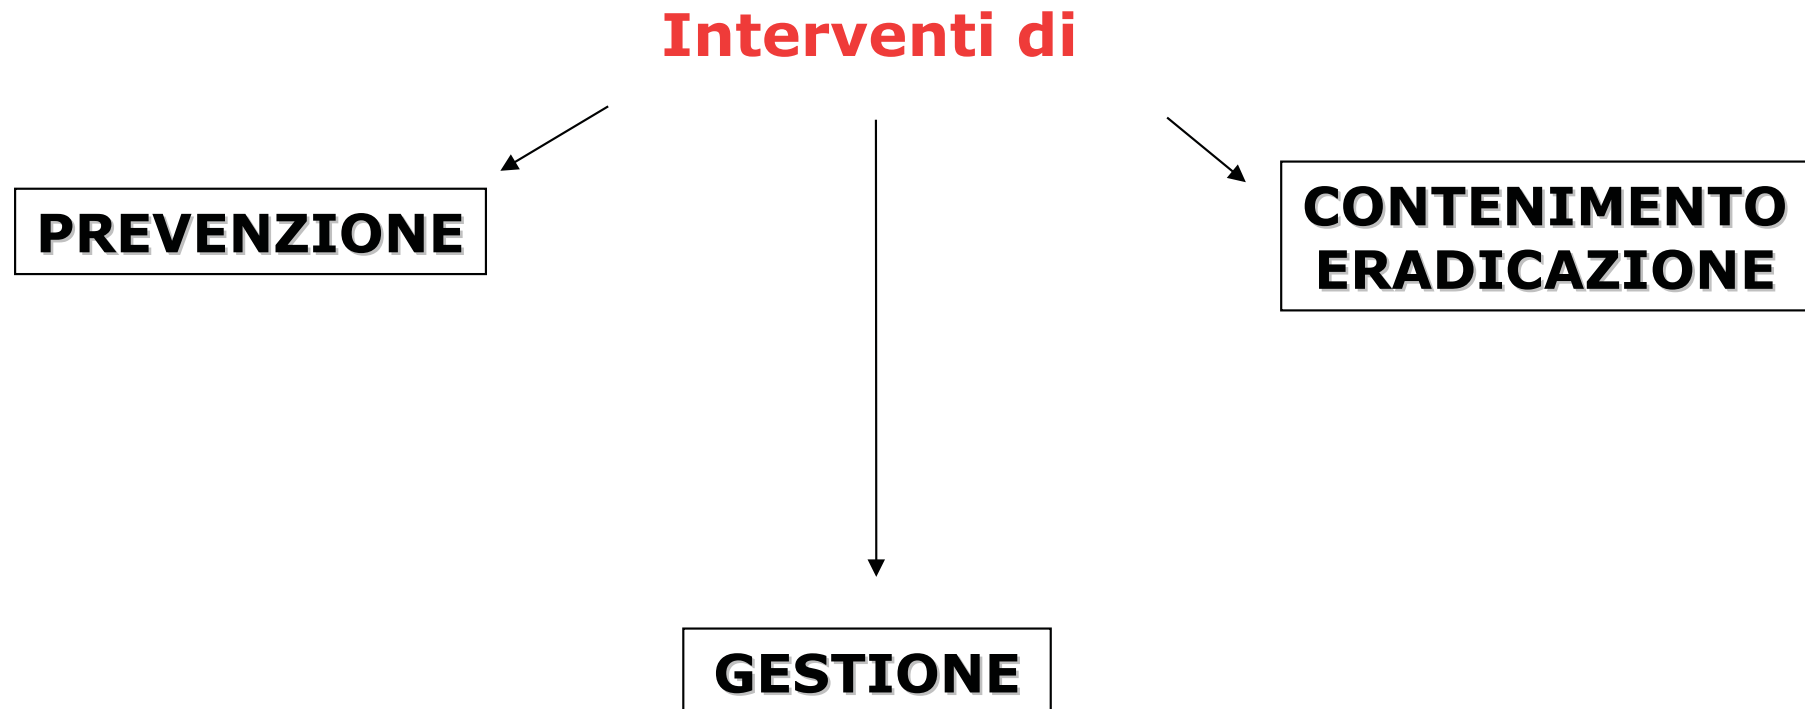 Interventi di
PREVENZIONE
CONTENIMENTO
ERADICAZIONE
GESTIONE